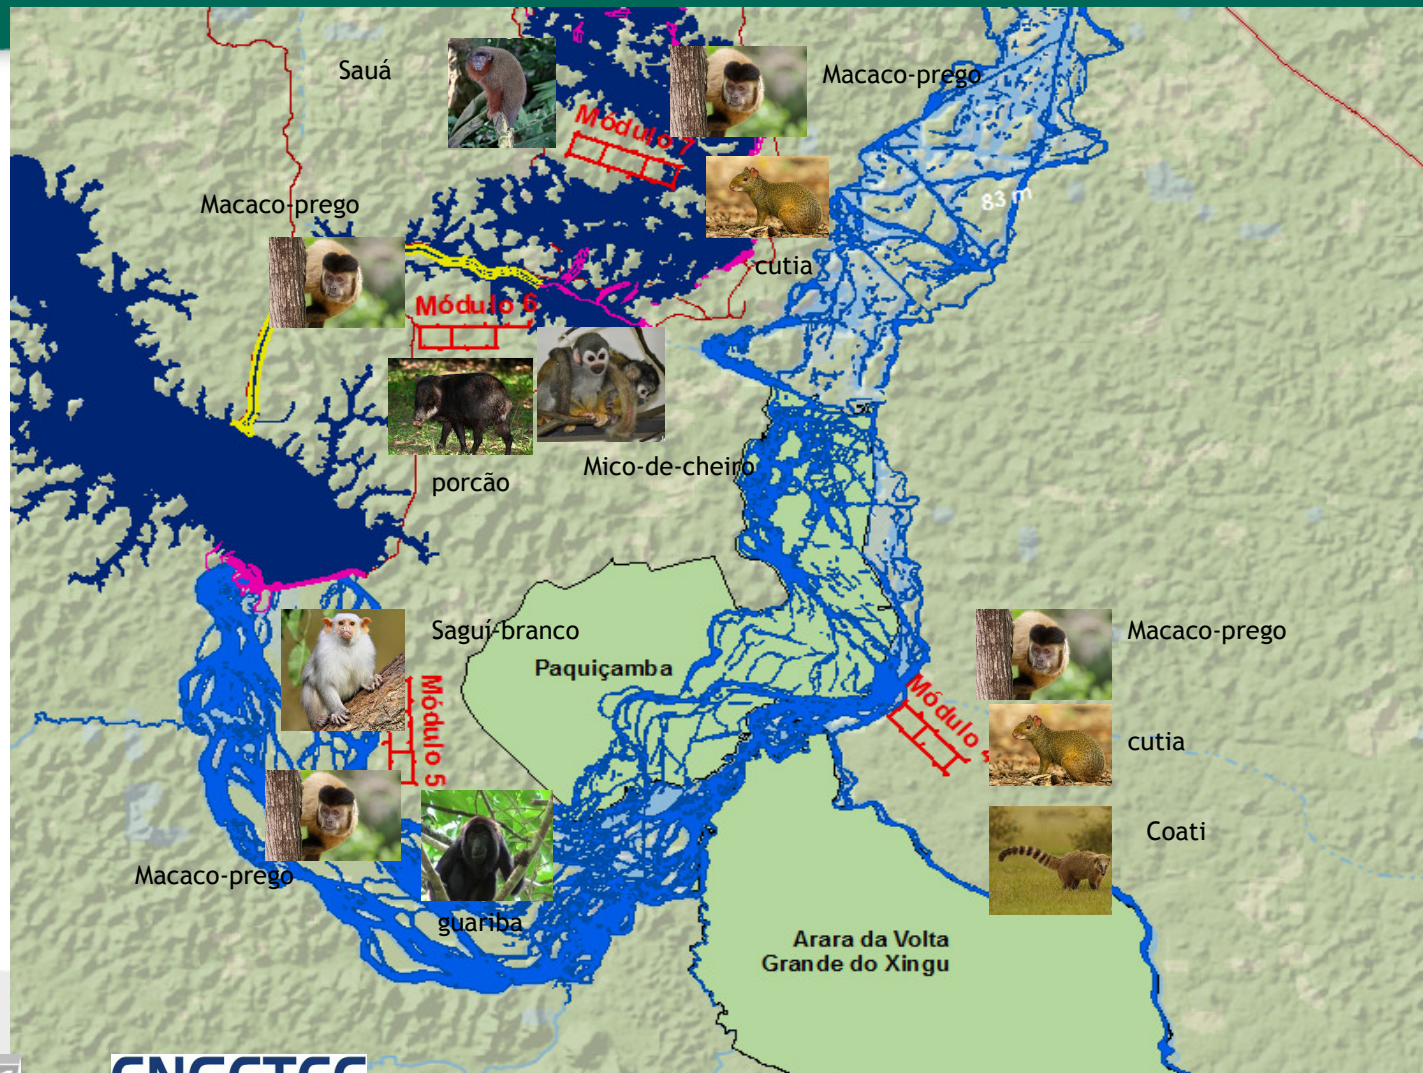 Sauá
Macaco-prego
Módulo 7
Macaco-prego
83 m
cutia
Módulo 6
Mico-de-cheiro
porcão
Saguí-branco
Macaco-prego
Paquiçamba
Módulo 5
Módulo 4
cutia
Coati
Macaco-prego
guariba
Arara da Volta
Grande do Xingu